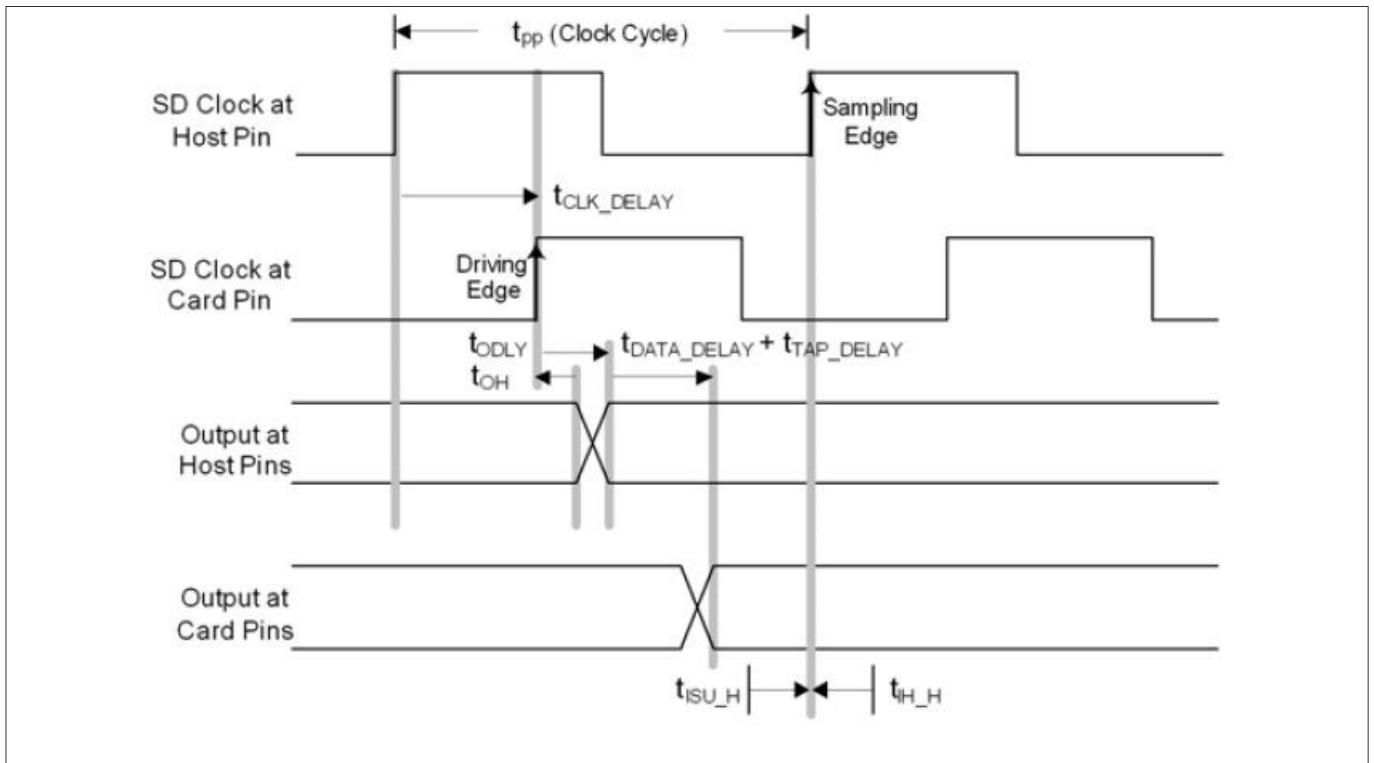 tpp (Clock Cycle)
SD Clock at
Host Pin
Sampling
Edge
tCLK_DELAY
SD Clock at
Card Pin
Driving
Edge
tODLY
tDATA_DELAY + tTAP_DELAY
tOH
Output at
Host Pins
Output at
Card Pins
tISU_H
tIH_H